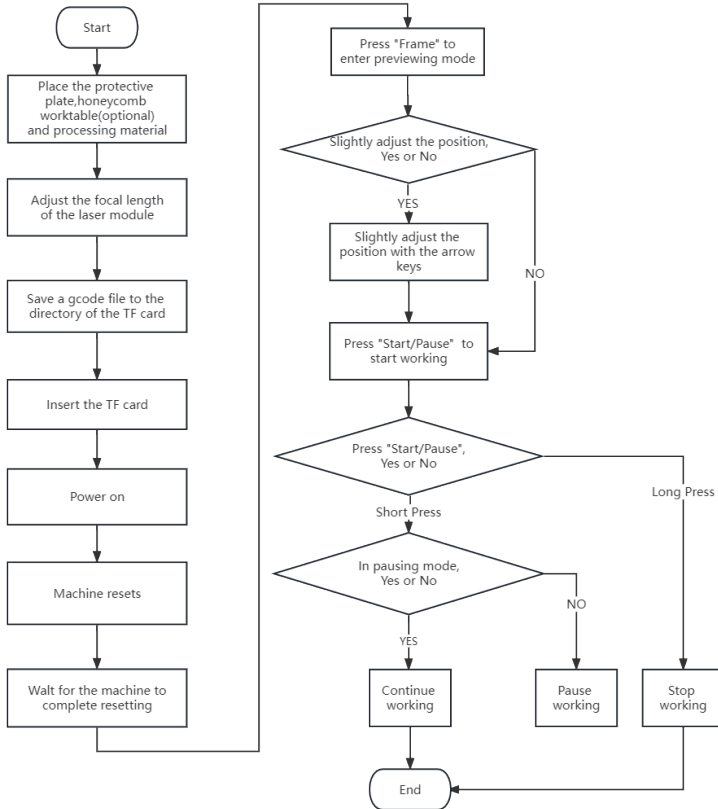 Start
Place the protective
plate,honeycomb
worktable(optional)
and processing material
Adjust the focal length
of the laser module
Save a gcode file to the
directory of the TF card
Insert the TF card
Power on
Machine resets
Walt for the machine to
complete resetting
Press "Frame" to
enter previewing mode
Slightly adjust the position,
Yes or No
YES
Slightly adjust the
position with the arrow
keys
NO
Press "Start/Pause" to
start working
Press "Start/Pause",
Yes or No
Long Press
Short Press
In pausing mode,
Yes or No
NO
YES
Continue
working
Pause
working
Stop
working
End